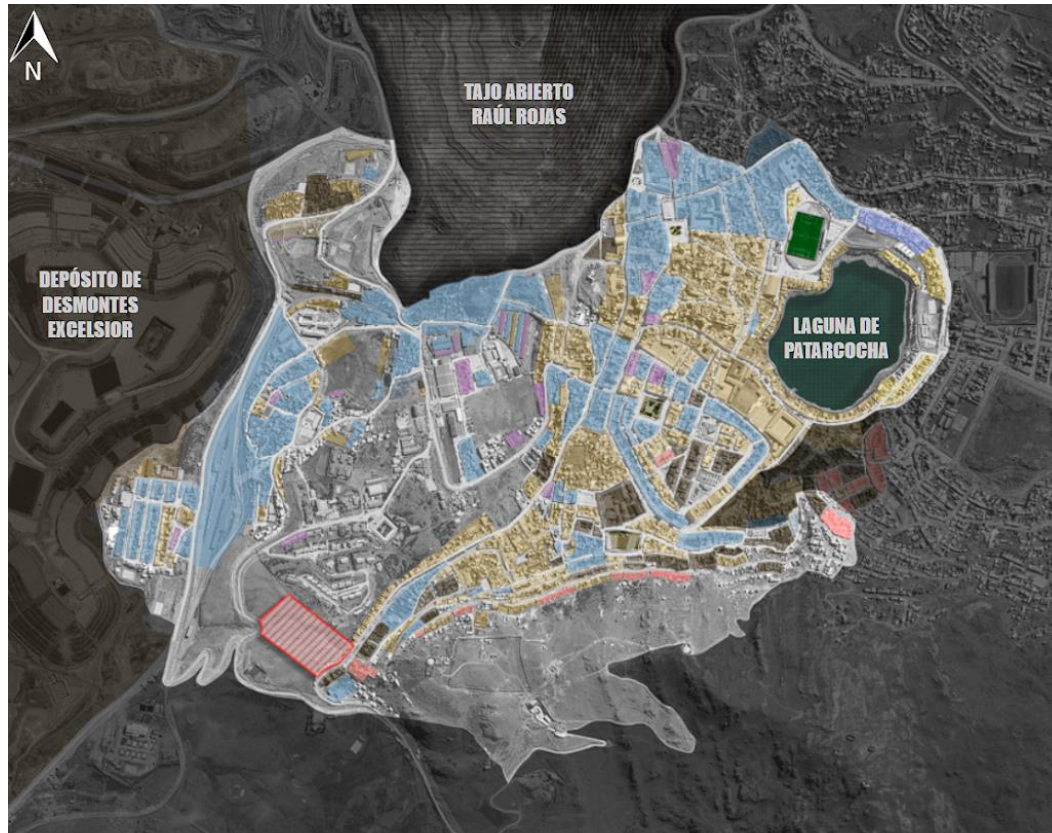 N
TAJO ABIERTO
RAÚL ROJAS
DEPÓSITO DE
DESMONTES
EXCELSIOR
LAGUNA DE
PATARCOCHA